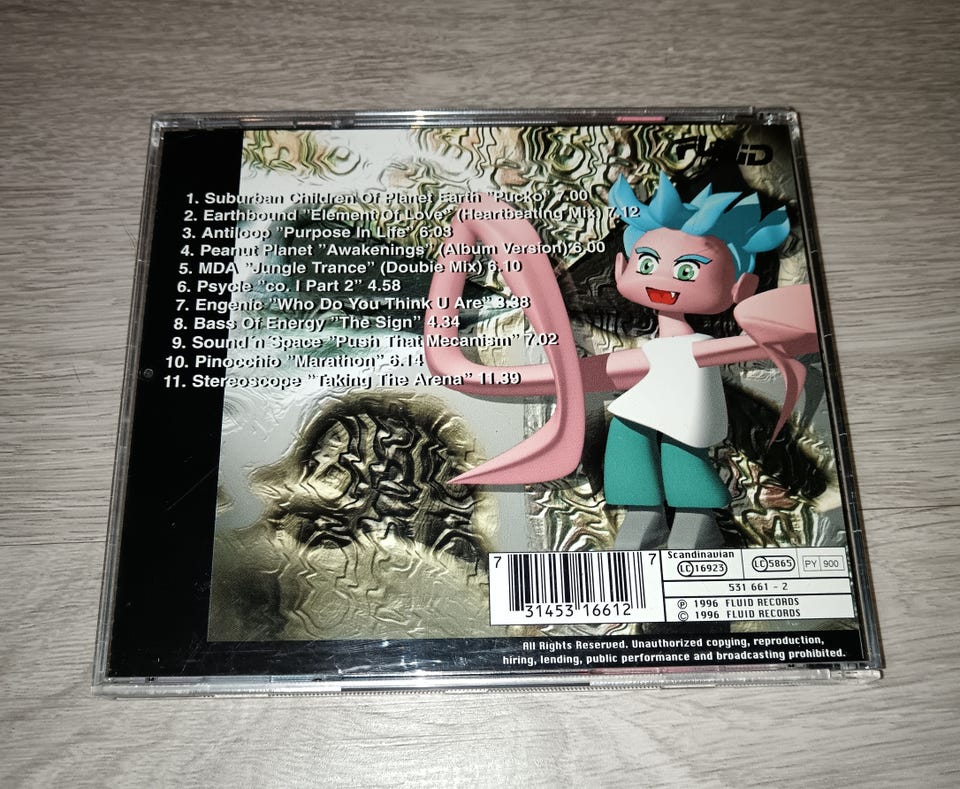 FLUID
1. Suburban Children Of Planet Earth "Pucko" 7.00
2. Earthbound "Element Of Love" (Heartbeating Mix) 7.12
3. Antiloop "Purpose In Life" 6.03
4. Peanut Planet "Awakenings" (Album Version) 6.00
5. MDA "Jungle Trance" (Doubie Mix) 6.10
6. Psycle "co. I Part 2" 4.58
7. Engenic "Who Do You Think U Are" 3.38
8. Bass Of Energy "The Sign" 4.34
9. Sound'n'Space "Push That Mecanism" 7.02
10. Pinocchio "Marathon" 6.14
11. Stereoscope "Taking The Arena" 11.39
Scandinavian
LC 16923 LC 5865 PY 900
531 661 - 2
℗ 1996 FLUID RECORDS
© 1996 FLUID RECORDS
7 31453 16612 7
All Rights Reserved. Unauthorized copying, reproduction,
hiring, lending, public performance and broadcasting prohibited.